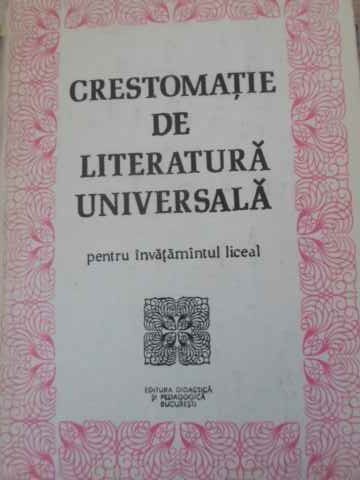 CRESTOMAȚIE
DE
LITERATURĂ
UNIVERSALĂ
pentru învățămîntul liceal
EDITURA DIDACTICĂ
ȘI PEDAGOGICĂ
BUCUREȘTI